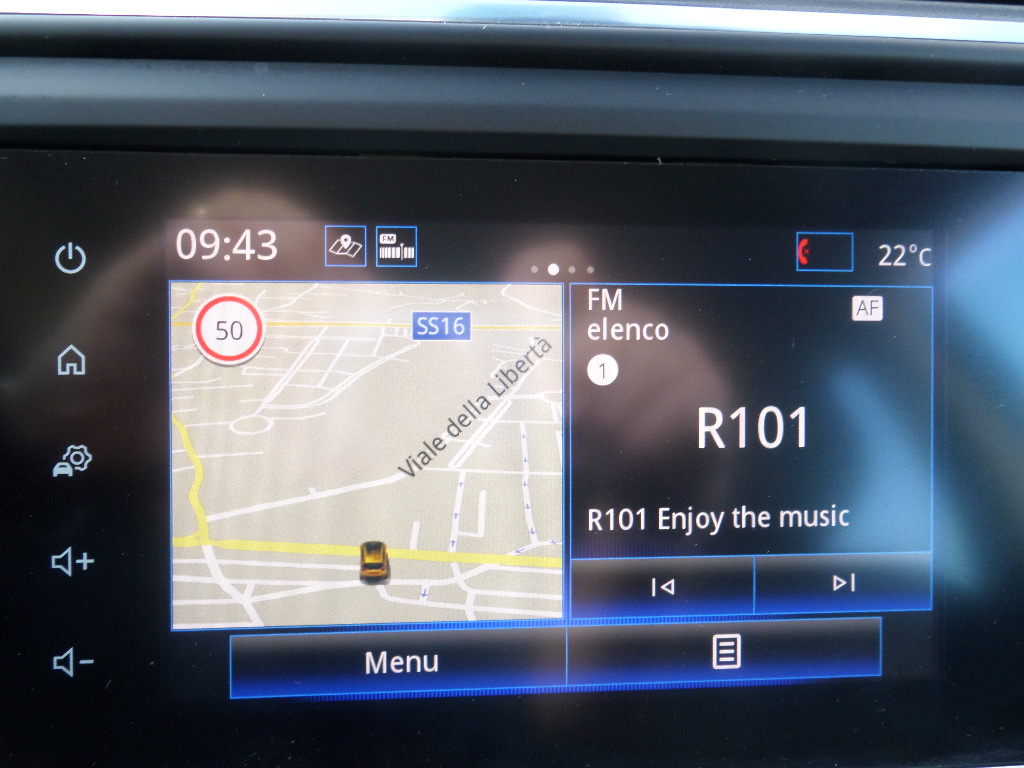 09:43
FM
22°C
50
SS16
Viale della Libertà
FM
elenco
AF
1
R101
R101 Enjoy the music
Menu